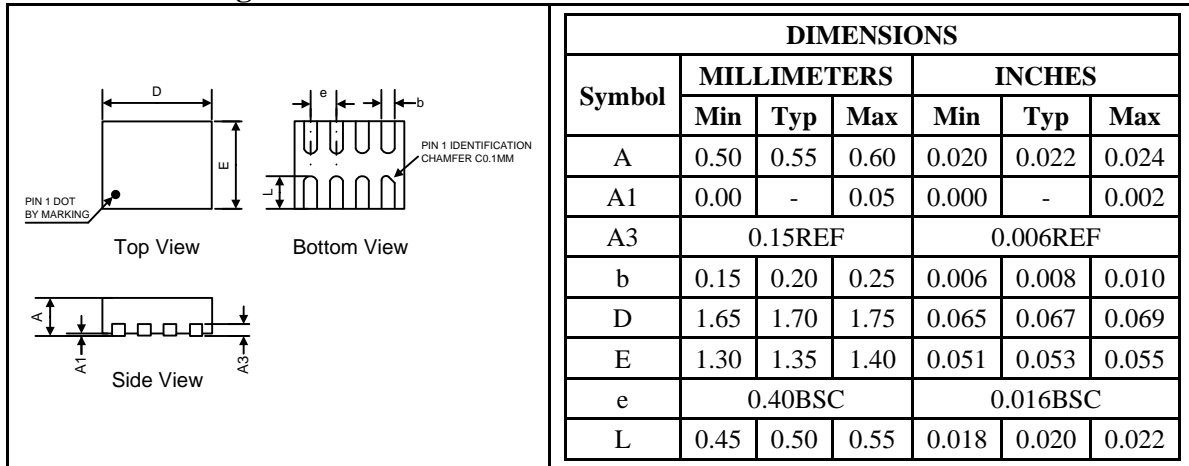 D
E
PIN 1 DOT
BY MARKING
Top View
e
b
L
PIN 1 IDENTIFICATION
CHAMFER C0.1MM
Bottom View
A
A1
A3
Side View
DIMENSIONS
Symbol MILLIMETERS INCHES
Min Typ Max Min Typ Max
A 0.50 0.55 0.60 0.020 0.022 0.024
A1 0.00 - 0.05 0.000 - 0.002
A3 0.15REF 0.006REF
b 0.15 0.20 0.25 0.006 0.008 0.010
D 1.65 1.70 1.75 0.065 0.067 0.069
E 1.30 1.35 1.40 0.051 0.053 0.055
e 0.40BSC 0.016BSC
L 0.45 0.50 0.55 0.018 0.020 0.022